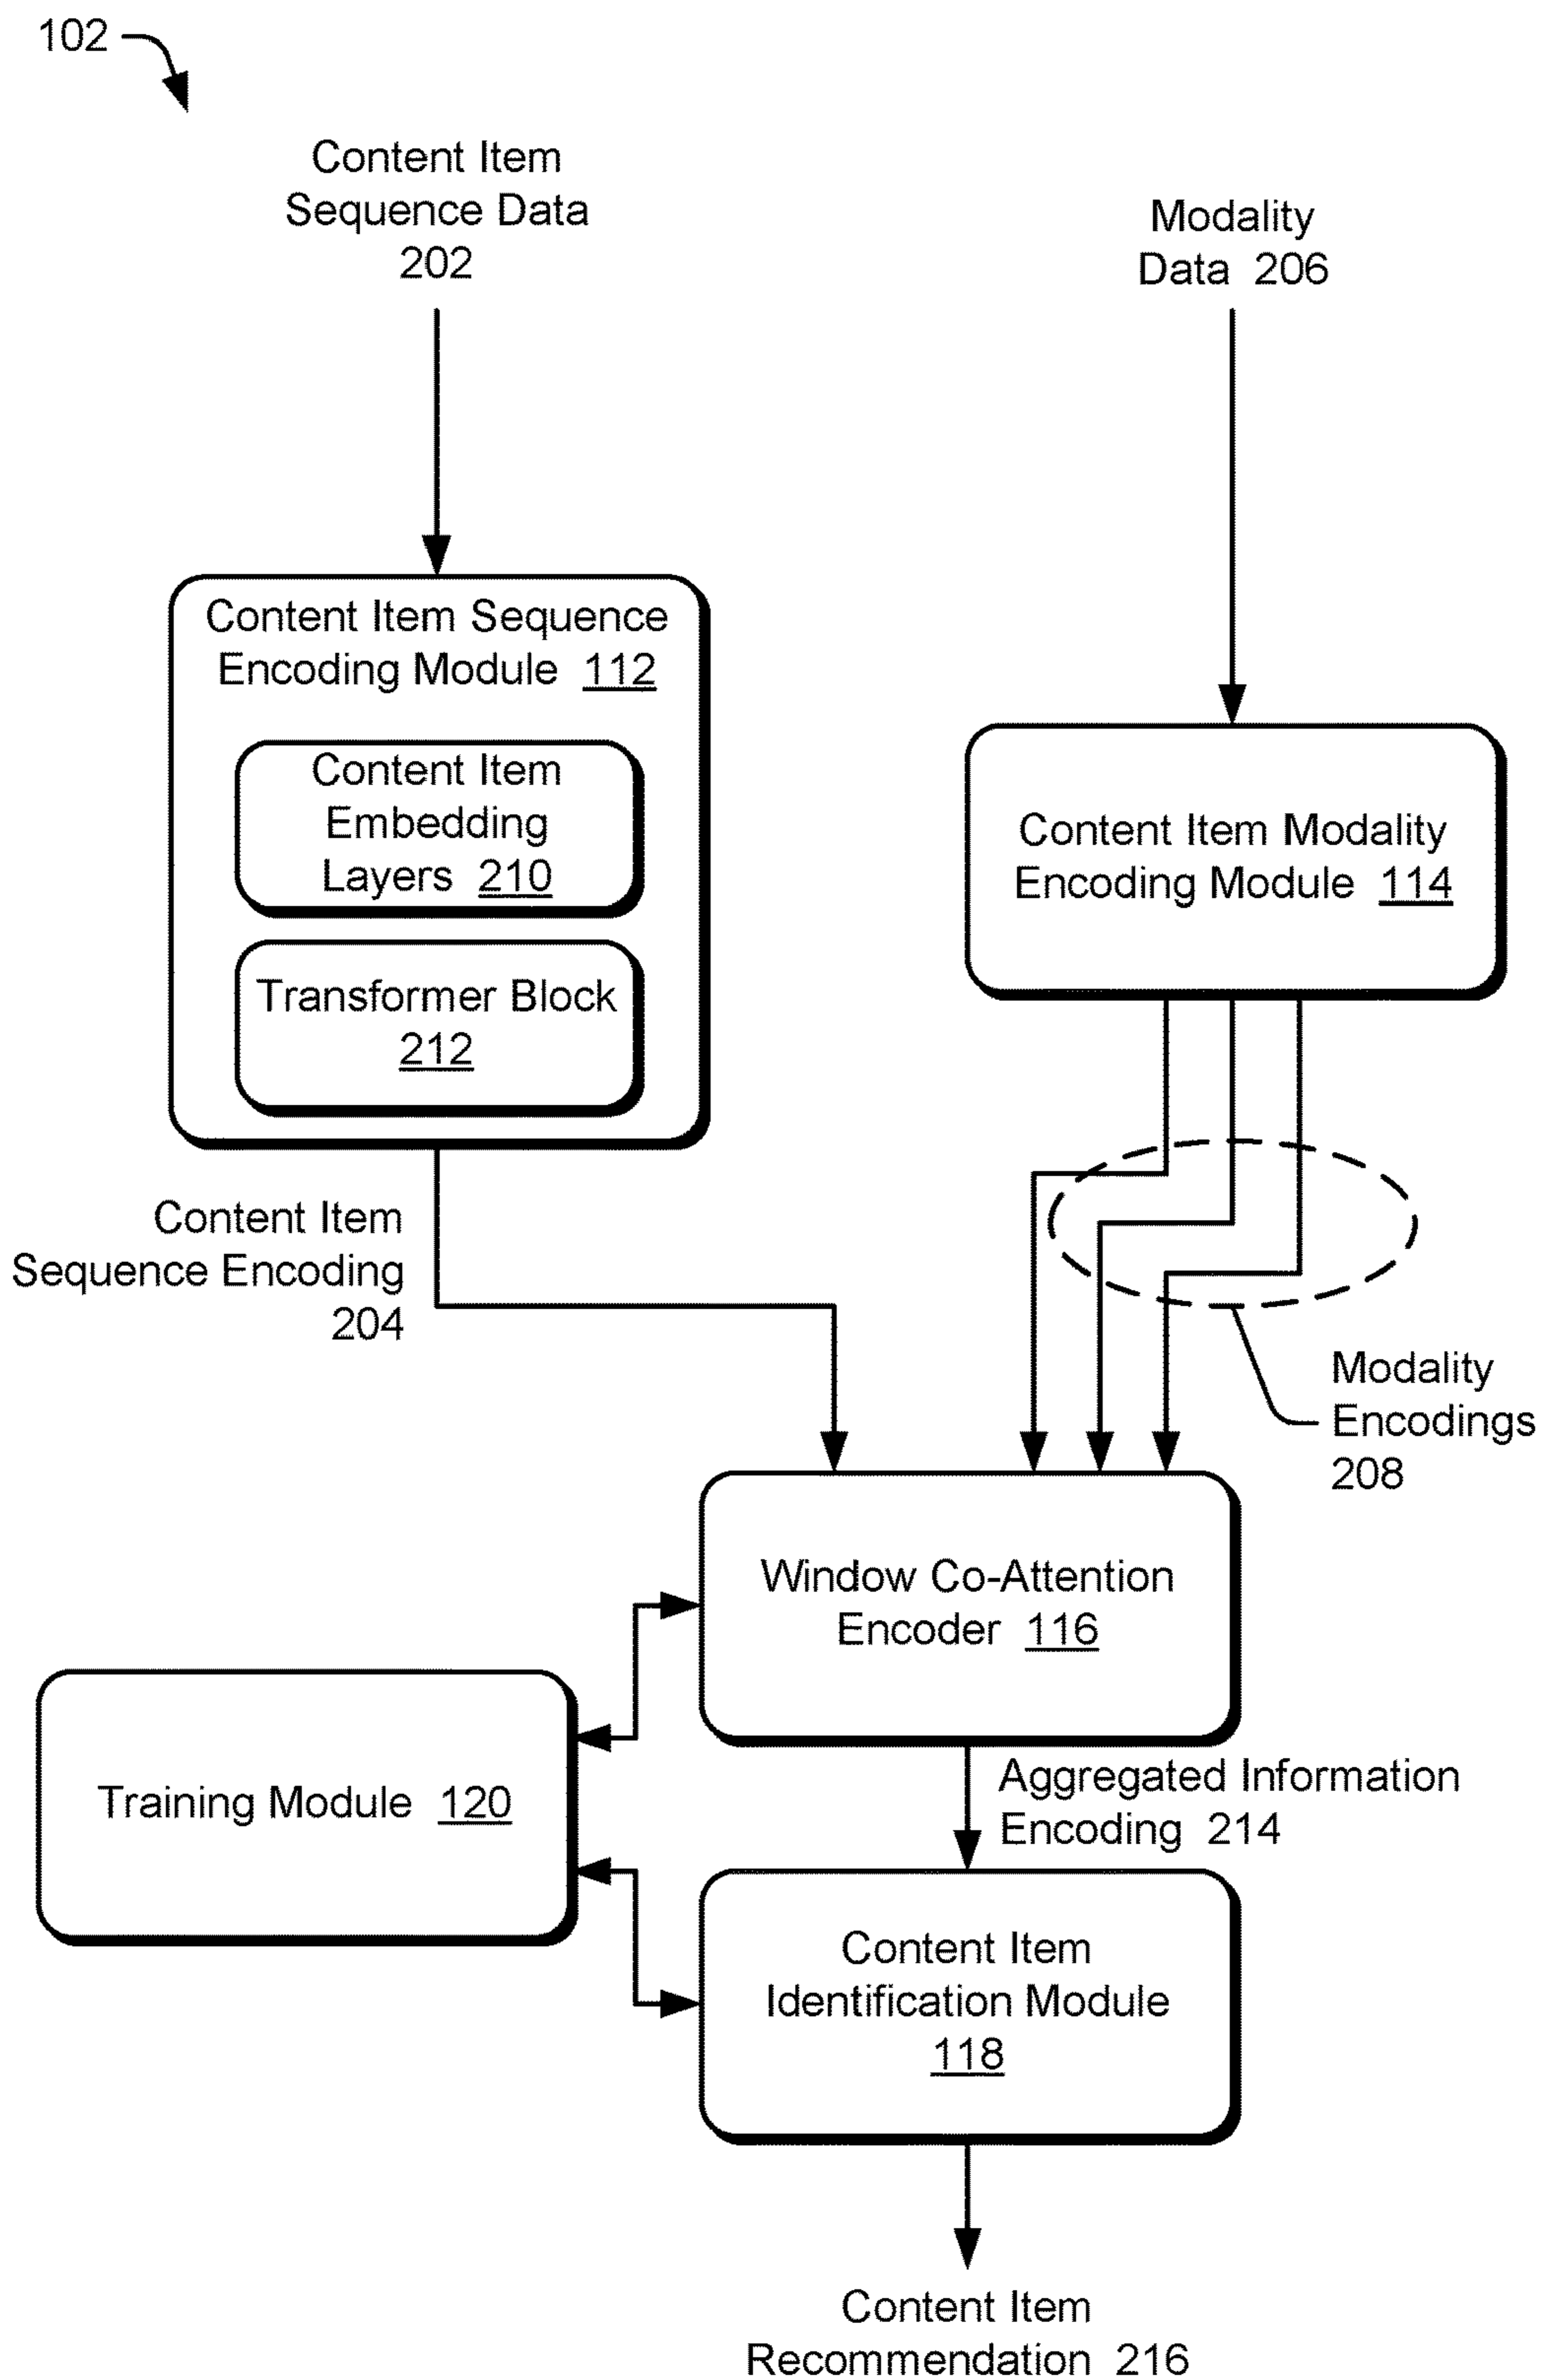 102
Content Item
Sequence Data
202
Modality
Data 206
Content Item Sequence
Encoding Module 112
Content Item
Embedding
Layers 210
Transformer Block
212
Content Item Modality
Encoding Module 114
Content Item
Sequence Encoding
204
Modality
Encodings
208
Window Co-Attention
Encoder 116
Training Module 120
Aggregated Information
Encoding 214
Content Item
Identification Module
118
Content Item
Recommendation 216